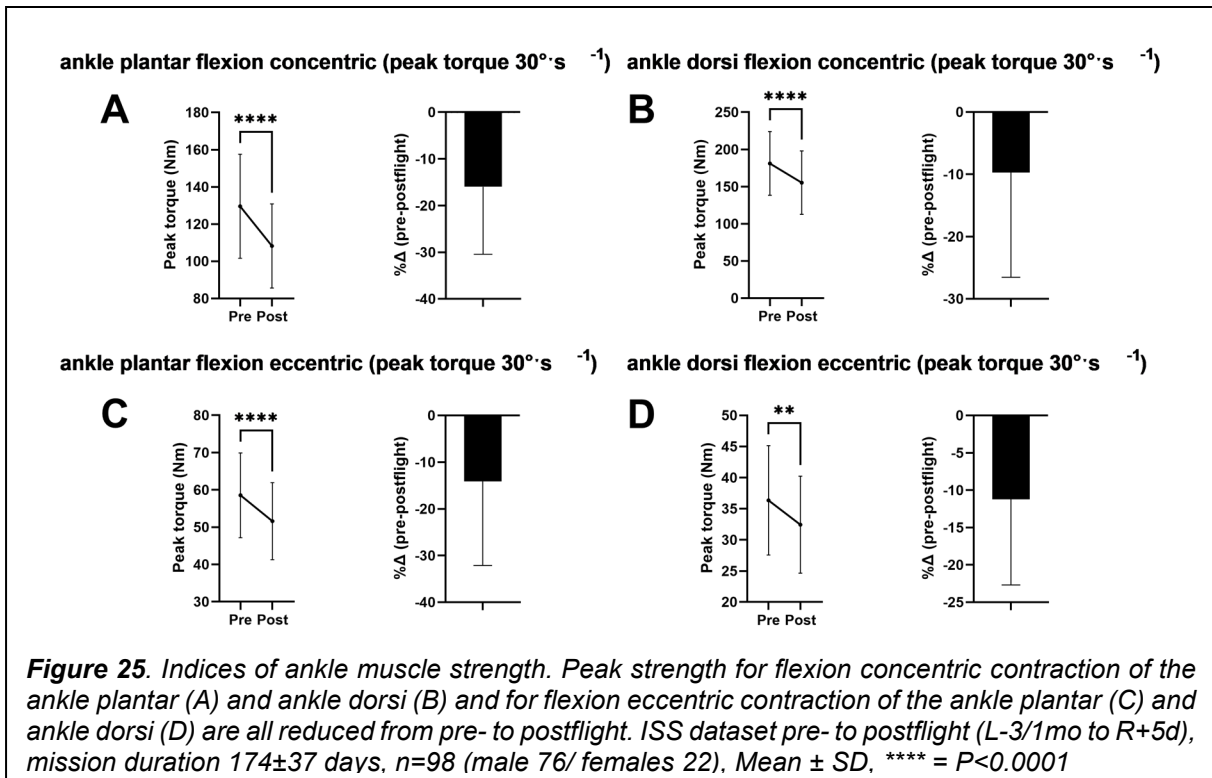 ankle plantar flexion concentric (peak torque 30°·s ⁻¹)
A
****
Peak torque (Nm)
180
160
140
120
100
80
Pre Post
%Δ (pre-postflight)
0
-10
-20
-30
-40
ankle dorsi flexion concentric (peak torque 30°·s ⁻¹)
B
****
Peak torque (Nm)
250
200
150
100
50
0
Pre Post
%Δ (pre-postflight)
0
-10
-20
-30
ankle plantar flexion eccentric (peak torque 30°·s ⁻¹)
C
****
Peak torque (Nm)
80
70
60
50
40
30
Pre Post
%Δ (pre-postflight)
0
-10
-20
-30
-40
ankle dorsi flexion eccentric (peak torque 30°·s ⁻¹)
D
**
Peak torque (Nm)
50
45
40
35
30
25
20
Pre Post
%Δ (pre-postflight)
0
-5
-10
-15
-20
-25
Figure 25. Indices of ankle muscle strength. Peak strength for flexion concentric contraction of the
ankle plantar (A) and ankle dorsi (B) and for flexion eccentric contraction of the ankle plantar (C) and
ankle dorsi (D) are all reduced from pre- to postflight. ISS dataset pre- to postflight (L-3/1mo to R+5d),
mission duration 174±37 days, n=98 (male 76/ females 22), Mean ± SD, **** = P<0.0001